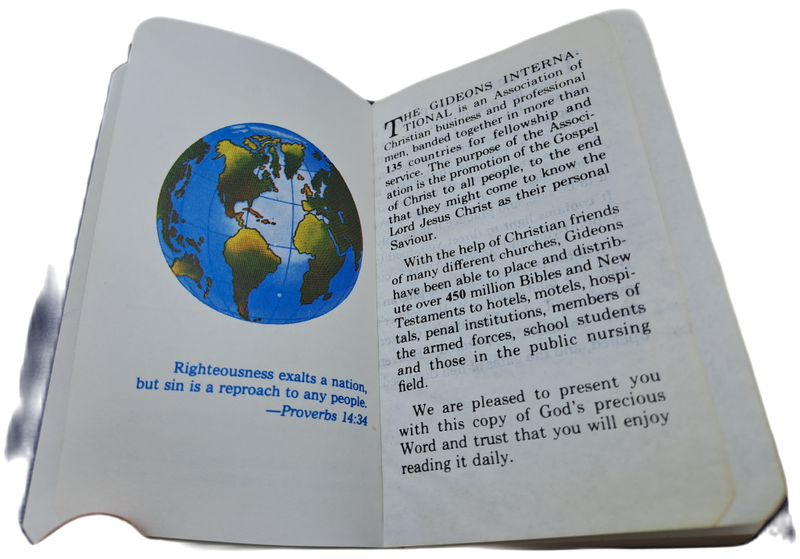 Righteousness exalts a nation,
but sin is a reproach to any people.
—Proverbs 14:34
THE GIDEONS INTERNA-
TIONAL is an Association of
Christian business and professional
men, banded together in more than
135 countries for fellowship and
service. The purpose of the Associ-
ation is the promotion of the Gospel
of Christ to all people, to the end
that they might come to know the
Lord Jesus Christ as their personal
Saviour.
With the help of Christian friends
of many different churches, Gideons
have been able to place and distrib-
ute over 450 million Bibles and New
Testaments to hotels, motels, hospi-
tals, penal institutions, members of
the armed forces, school students
and those in the public nursing
field.
We are pleased to present you
with this copy of God's precious
Word and trust that you will enjoy
reading it daily.